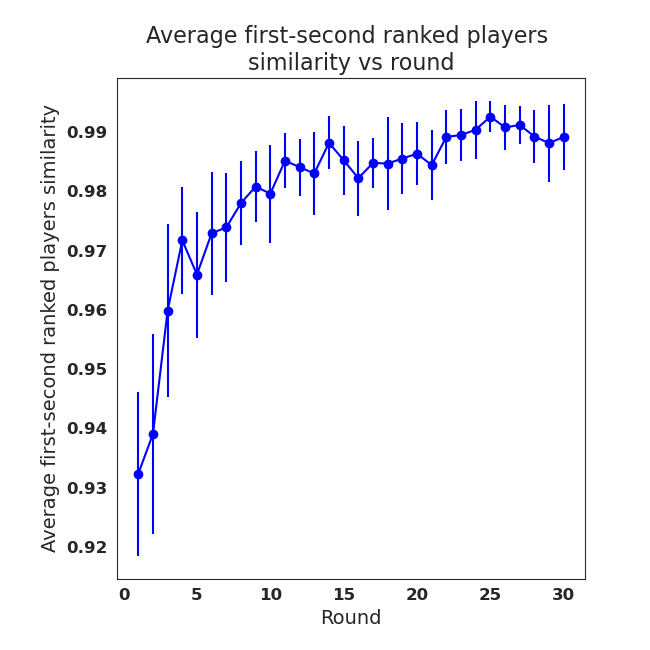 Average first-second ranked players
similarity vs round
Average first-second ranked players similarity
0.99
0.98
0.97
0.96
0.95
0.94
0.93
0.92
0 5 10 15 20 25 30
Round